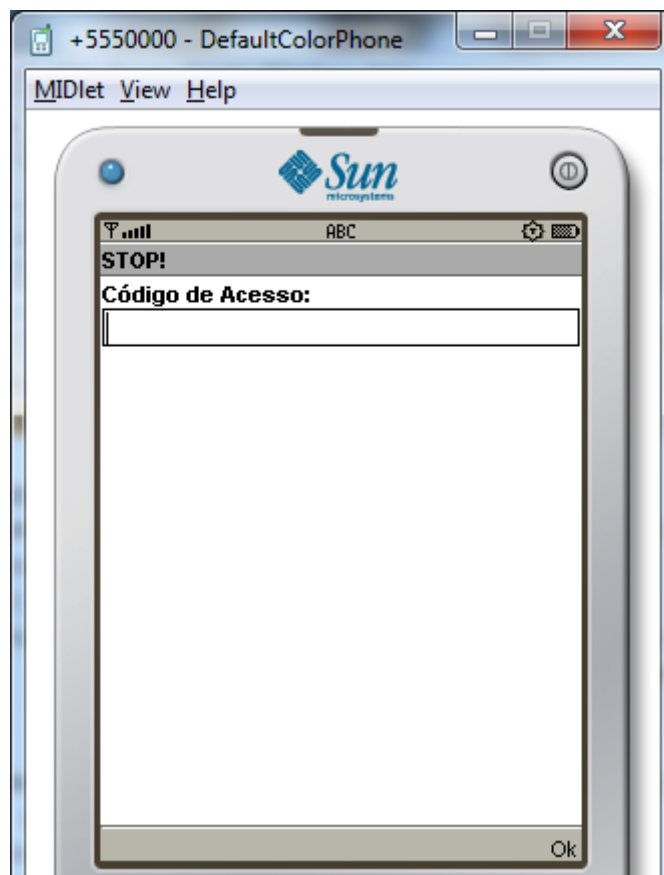 +5550000 - DefaultColorPhone
MIDlet View Help
Sun
microsystems
ABC
STOP!
Código de Acesso:
Ok